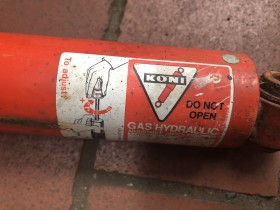 To adjust:
KONI
DO NOT
OPEN
GAS HYDRAULIC